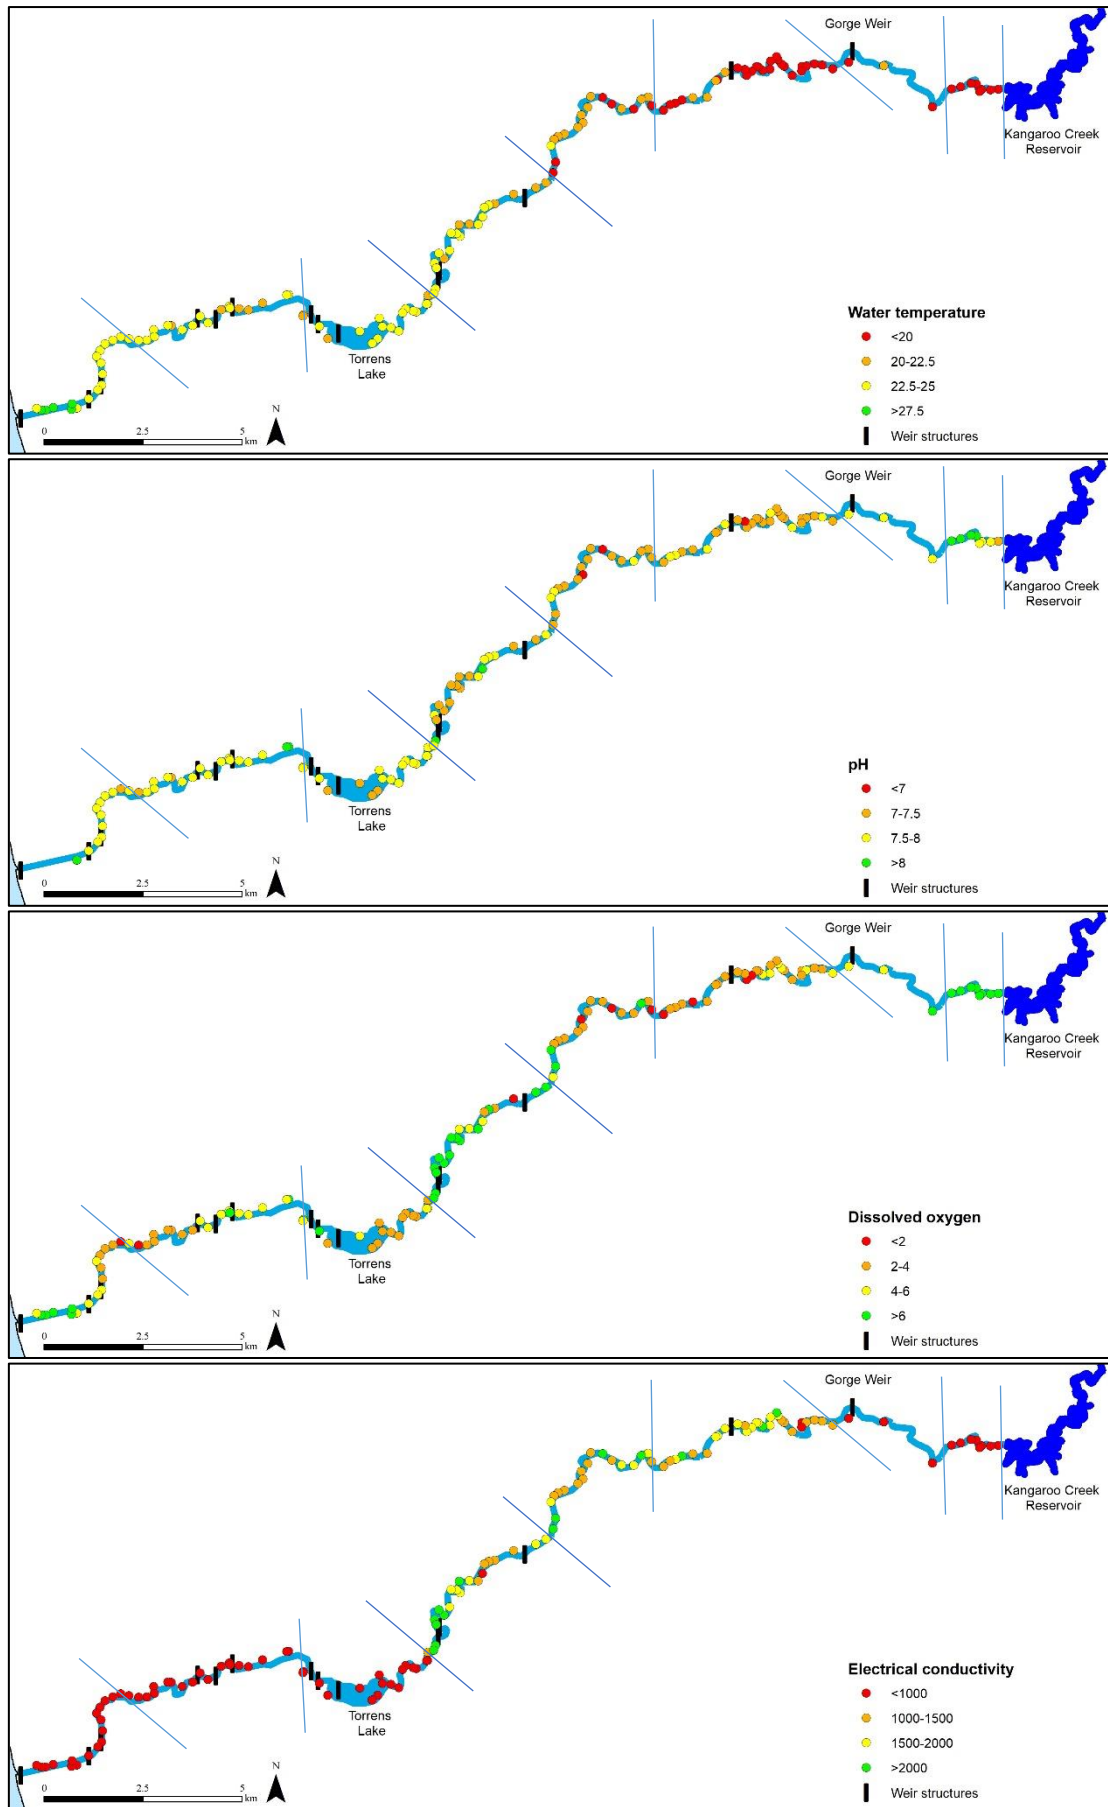 Gorge Weir
Kangaroo Creek
Reservoir
Torrens
Lake
Water temperature
<20
20-22.5
22.5-25
>27.5
Weir structures
N
0
2.5
5
km
Gorge Weir
Kangaroo Creek
Reservoir
Torrens
Lake
pH
<7
7-7.5
7.5-8
>8
Weir structures
N
0
2.5
5
km
Gorge Weir
Kangaroo Creek
Reservoir
Torrens
Lake
Dissolved oxygen
<2
2-4
4-6
>6
Weir structures
N
0
2.5
5
km
Gorge Weir
Kangaroo Creek
Reservoir
Torrens
Lake
Electrical conductivity
<1000
1000-1500
1500-2000
>2000
Weir structures
N
0
2.5
5
km